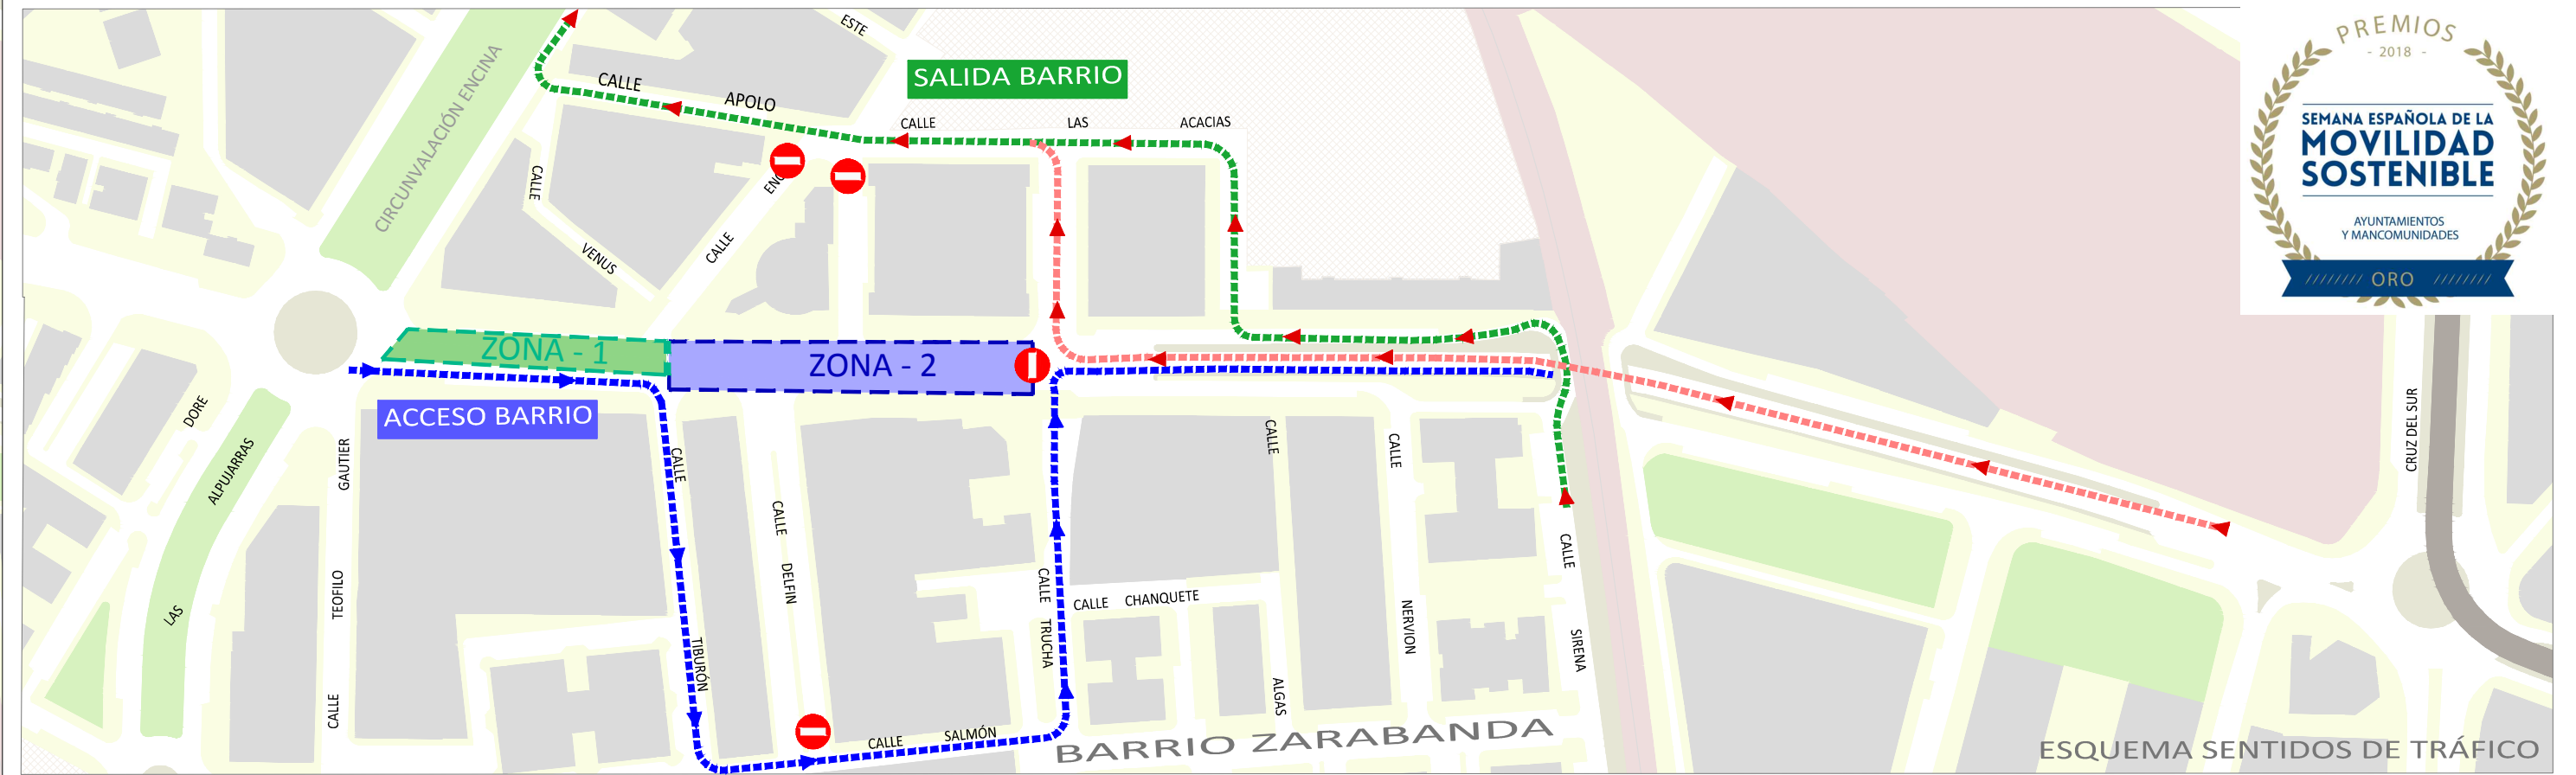 ESTE
CIRCUNVALACIÓN ENCINA
CALLE
APOLO
SALIDA BARRIO
CALLE
LAS
ACACIAS
PREMIOS
- 2018 -
SEMANA ESPAÑOLA DE LA
MOVILIDAD
SOSTENIBLE
AYUNTAMIENTOS
Y MANCOMUNIDADES
//////// ORO ////////
CALLE
VENUS
CALLE
ZONA - 1
ZONA - 2
ACCESO BARRIO
DORE
ALPUJARRAS
LAS
GAUTIER
TEOFILO
CALLE
CALLE
TIBURÓN
CALLE
DELFIN
CALLE
TRUCHA
CALLE
CHANQUETE
CALLE
ALGAS
CALLE
NERVION
CALLE
SIRENA
CRUZ DEL SUR
CALLE
SALMÓN
BARRIO ZARABANDA
ESQUEMA SENTIDOS DE TRÁFICO